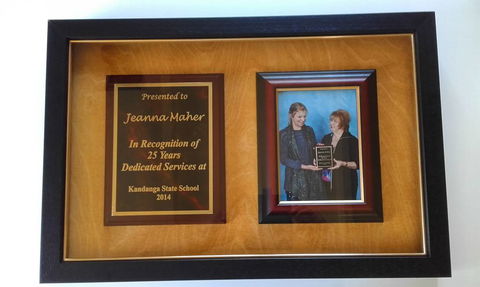 Presented to
Jeanna Maher
In Recognition of
25 Years
Dedicated Services at
Kandanga State School
2014